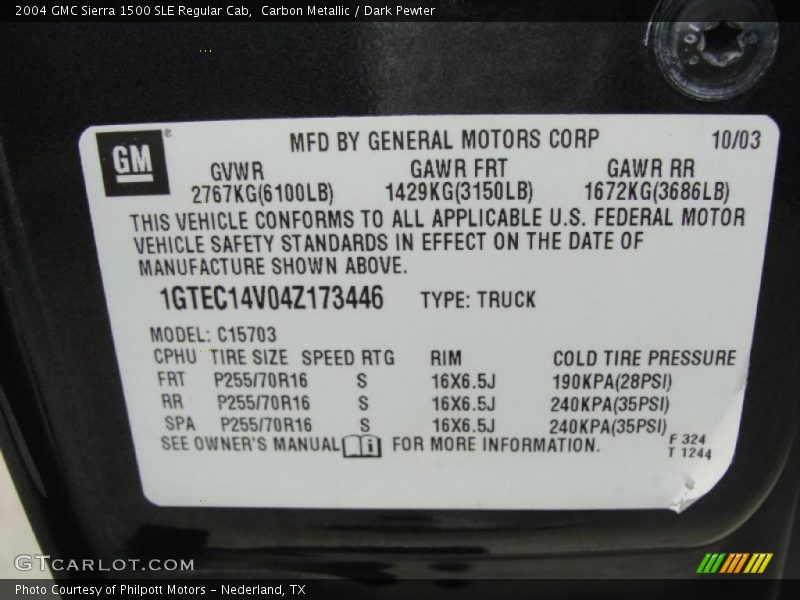 2004 GMC Sierra 1500 SLE Regular Cab,  Carbon Metallic / Dark Pewter
GM ® MFD BY GENERAL MOTORS CORP 10/03
GVWR GAWR FRT GAWR RR
2767KG(6100LB) 1429KG(3150LB) 1672KG(3686LB)
THIS VEHICLE CONFORMS TO ALL APPLICABLE U.S. FEDERAL MOTOR
VEHICLE SAFETY STANDARDS IN EFFECT ON THE DATE OF
MANUFACTURE SHOWN ABOVE.
1GTEC14V04Z173446 TYPE: TRUCK
MODEL: C15703
CPHU TIRE SIZE SPEED RTG RIM COLD TIRE PRESSURE
FRT P255/70R16 S 16X6.5J 190KPA(28PSI)
RR P255/70R16 S 16X6.5J 240KPA(35PSI)
SPA P255/70R16 S 16X6.5J 240KPA(35PSI)
SEE OWNER'S MANUAL i FOR MORE INFORMATION.
F 324
T 1244
GTCARLOT.COM
Photo Courtesy of Philpott Motors - Nederland, TX